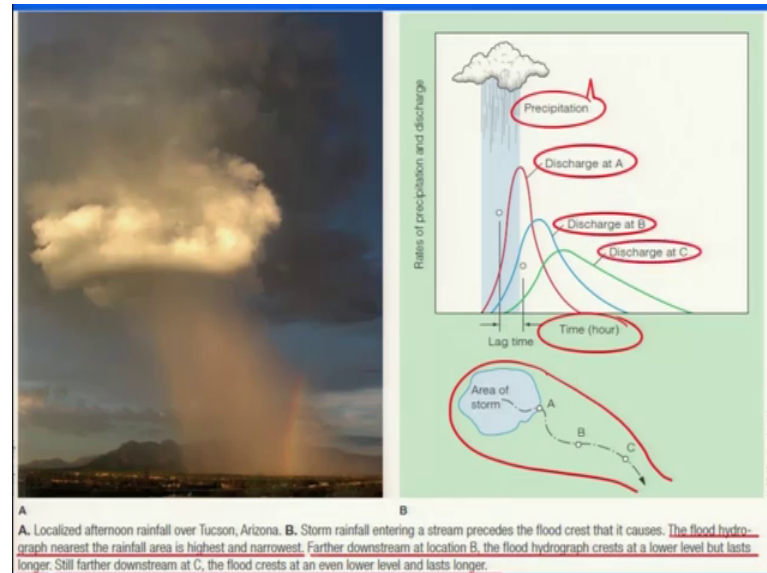 Rates of precipitation and discharge
Precipitation
Discharge at A
Discharge at B
Discharge at C
Lag time
Time (hour)
Area of
storm
A
B
C
A
B
A. Localized afternoon rainfall over Tucson, Arizona. B. Storm rainfall entering a stream precedes the flood crest that it causes. The flood hydro-
graph nearest the rainfall area is highest and narrowest. Farther downstream at location B, the flood hydrograph crests at a lower level but lasts
longer. Still farther downstream at C, the flood crests at an even lower level and lasts longer.